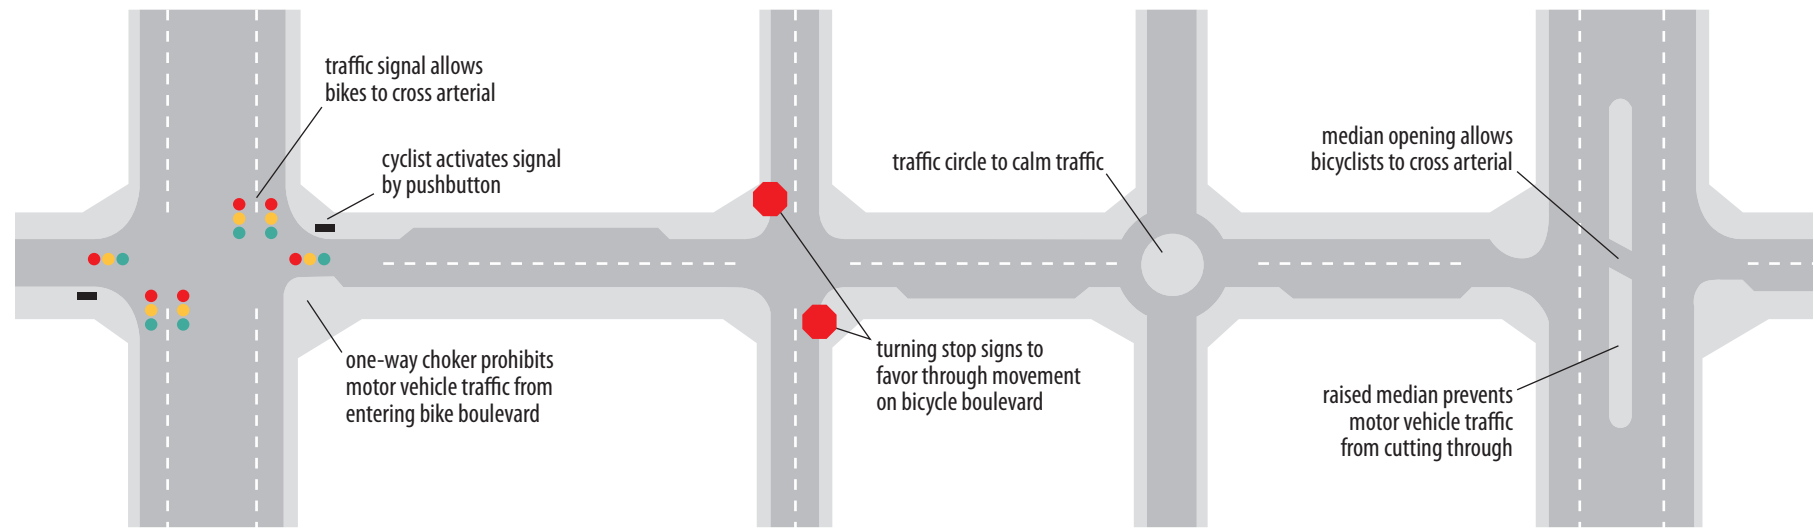 traffic signal allows
bikes to cross arterial
cyclist activates signal
by pushbutton
one-way choker prohibits
motor vehicle traffic from
entering bike boulevard
traffic circle to calm traffic
turning stop signs to
favor through movement
on bicycle boulevard
median opening allows
bicyclists to cross arterial
raised median prevents
motor vehicle traffic
from cutting through